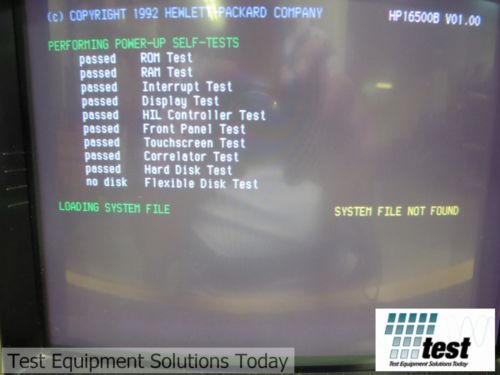 (c) COPYRIGHT 1992 HEWLETT-PACKARD COMPANY HP16500B V01.00
PERFORMING POWER-UP SELF-TESTS
passed ROM Test
passed RAM Test
passed Interrupt Test
passed Display Test
passed HIL Controller Test
passed Front Panel Test
passed Touchscreen Test
passed Correlator Test
passed Hard Disk Test
no disk Flexible Disk Test
LOADING SYSTEM FILE SYSTEM FILE NOT FOUND
test
Test Equipment Solutions Today
Test Equipment Solutions Today